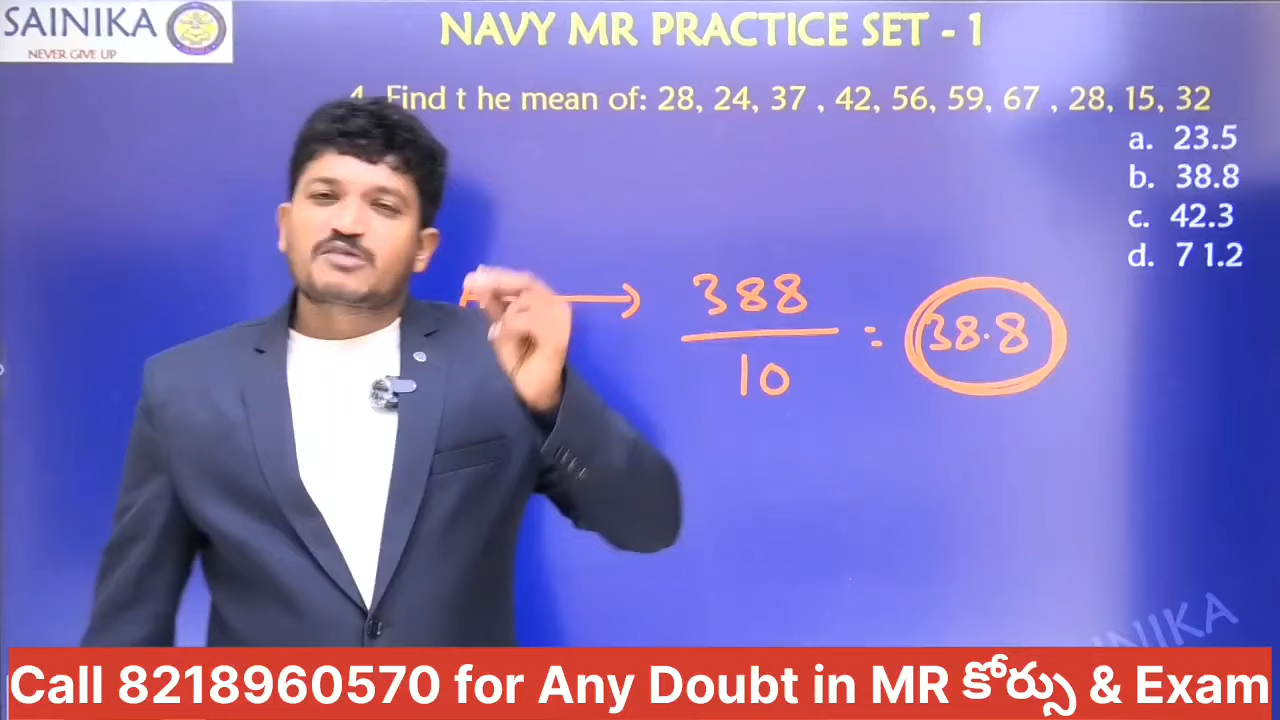 SAINIKA
NEVER GIVE UP
NAVY MR PRACTICE SET - 1
4. Find t he mean of: 28, 24, 37 , 42, 56, 59, 67 , 28, 15, 32
a. 23.5
b. 38.8
c. 42.3
d. 7 1.2
388
10
= 38.8
SAINIKA
Call 8218960570 for Any Doubt in MR కోర్సు & Exam